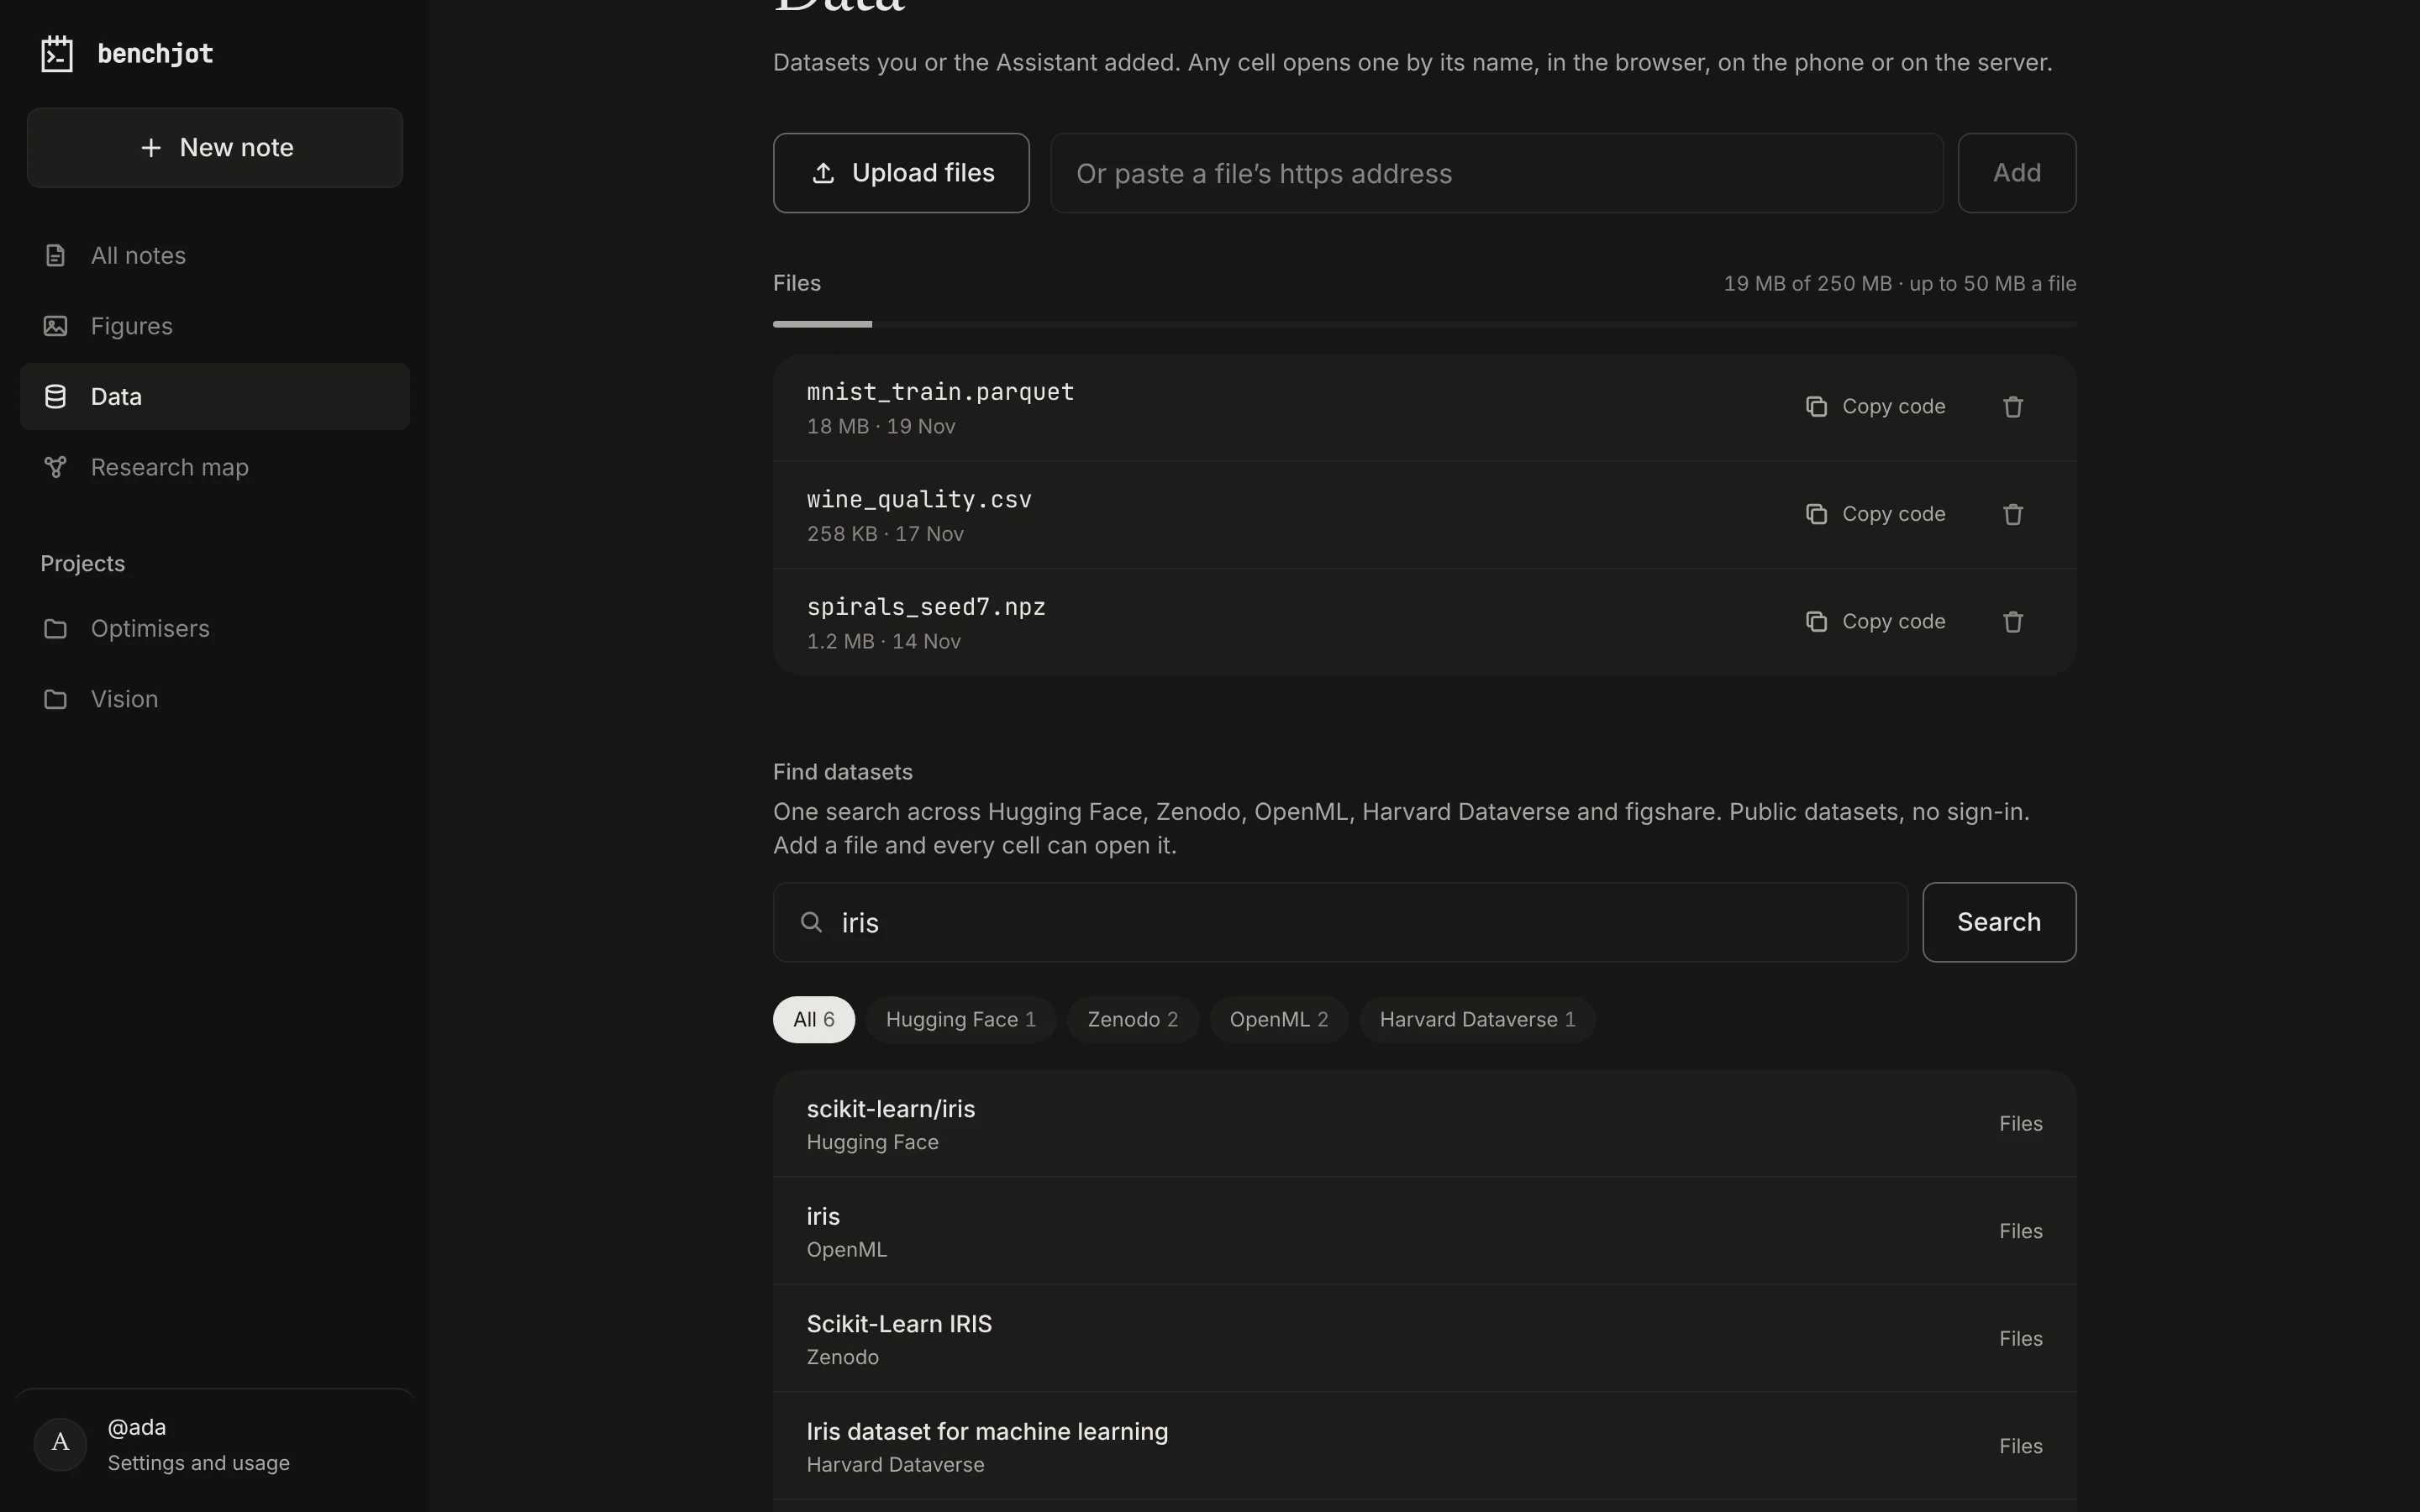 benchjot
New note
All notes
Figures
Data
Research map
Projects
Optimisers
Vision
@ada
A
Settings and usage
Data
Datasets you or the Assistant added. Any cell opens one by its name, in the browser, on the phone or on the server.
Upload files
Or paste a file’s https address
Add
Files
19 MB of 250 MB · up to 50 MB a file
mnist_train.parquet
18 MB · 19 Nov
Copy code
wine_quality.csv
258 KB · 17 Nov
Copy code
spirals_seed7.npz
1.2 MB · 14 Nov
Copy code
Find datasets
One search across Hugging Face, Zenodo, OpenML, Harvard Dataverse and figshare. Public datasets, no sign-in.
Add a file and every cell can open it.
iris
Search
All 6
Hugging Face 1
Zenodo 2
OpenML 2
Harvard Dataverse 1
scikit-learn/iris
Hugging Face
Files
iris
OpenML
Files
Scikit-Learn IRIS
Zenodo
Files
Iris dataset for machine learning
Harvard Dataverse
Files